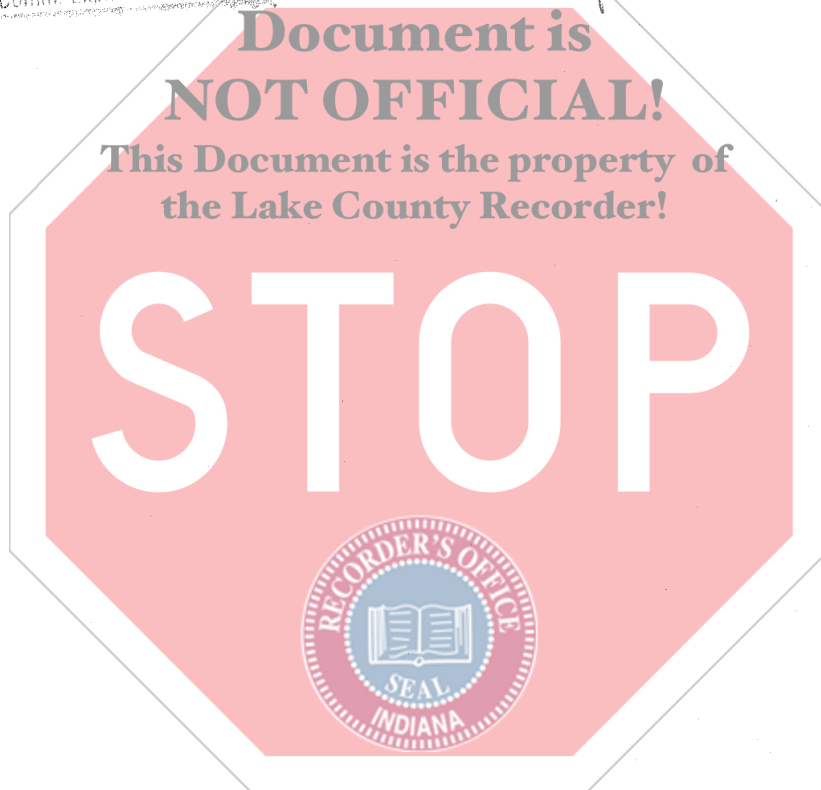 Document is
NOT OFFICIAL!
This Document is the property of
the Lake County Recorder!
STOP
RECORDER'S OFFICE
SEAL
INDIANA